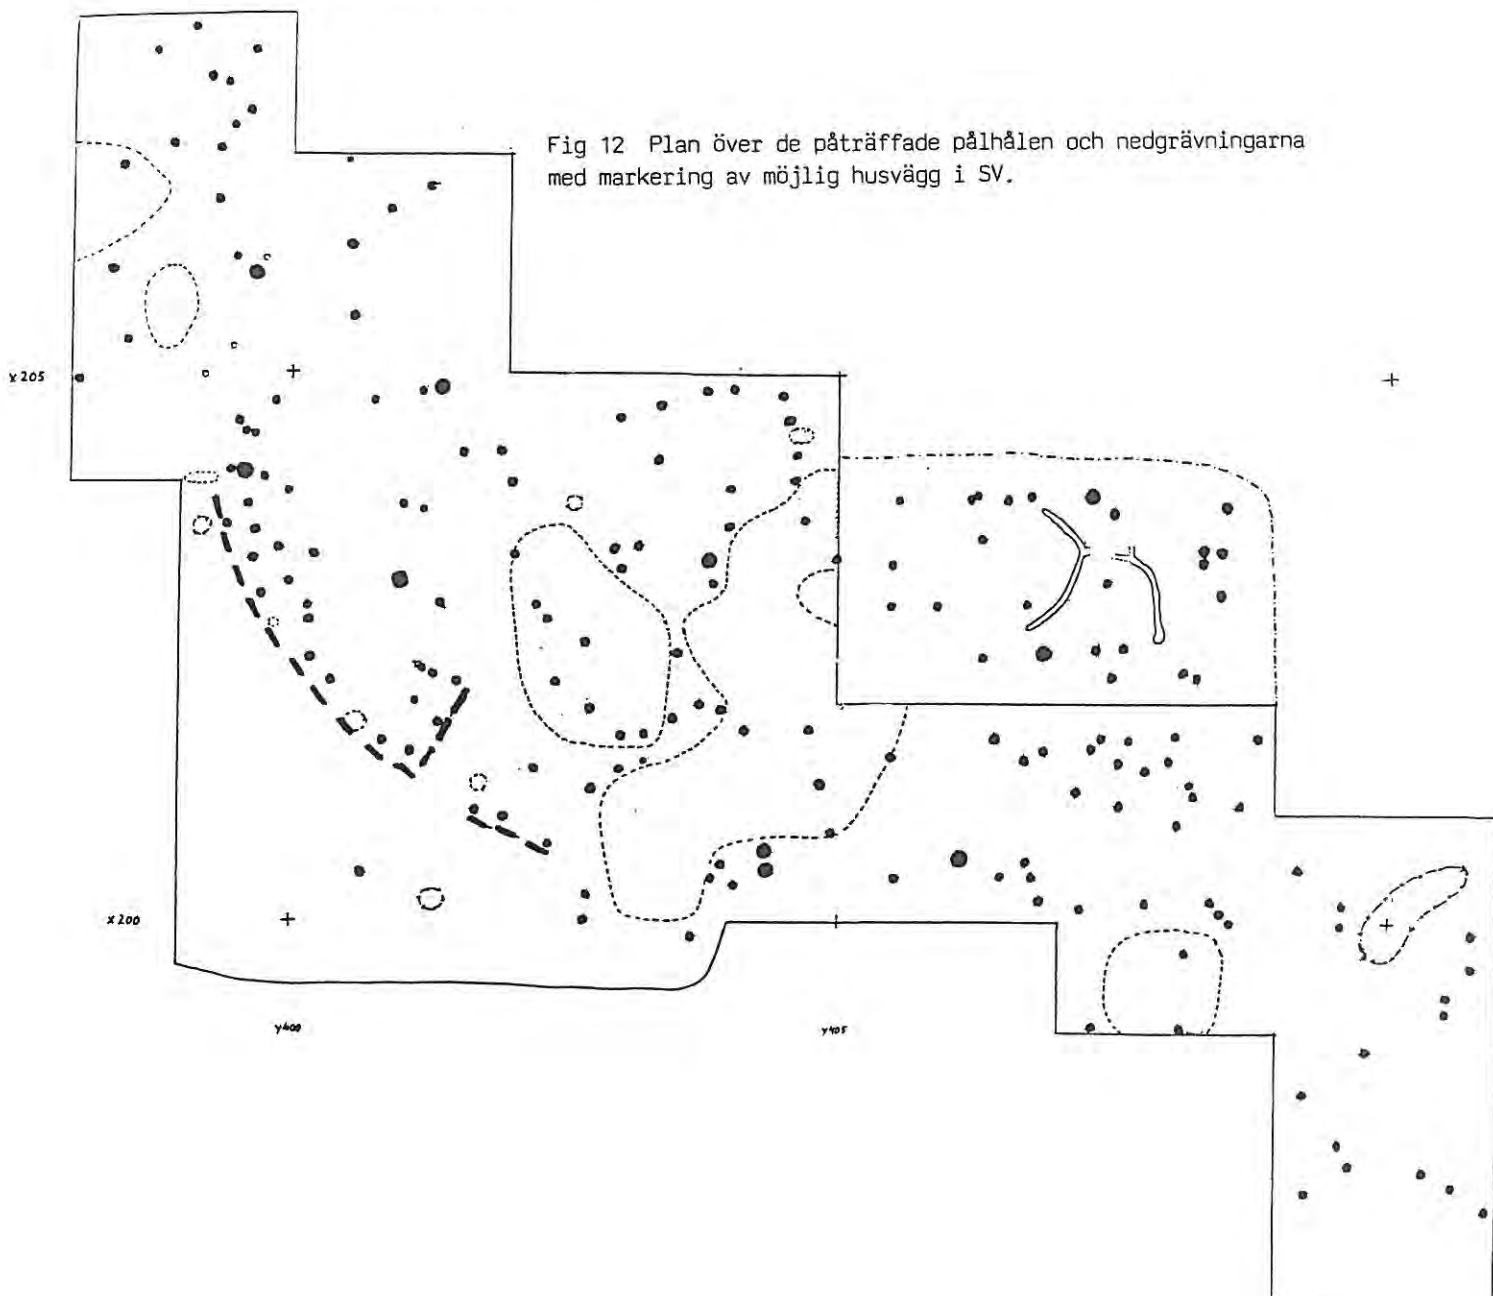 Fig 12 Plan över de påträffade pålhålen och nedgrävningarna
med markering av möjlig husvägg i SV.
x 205
x 200
y400
y405